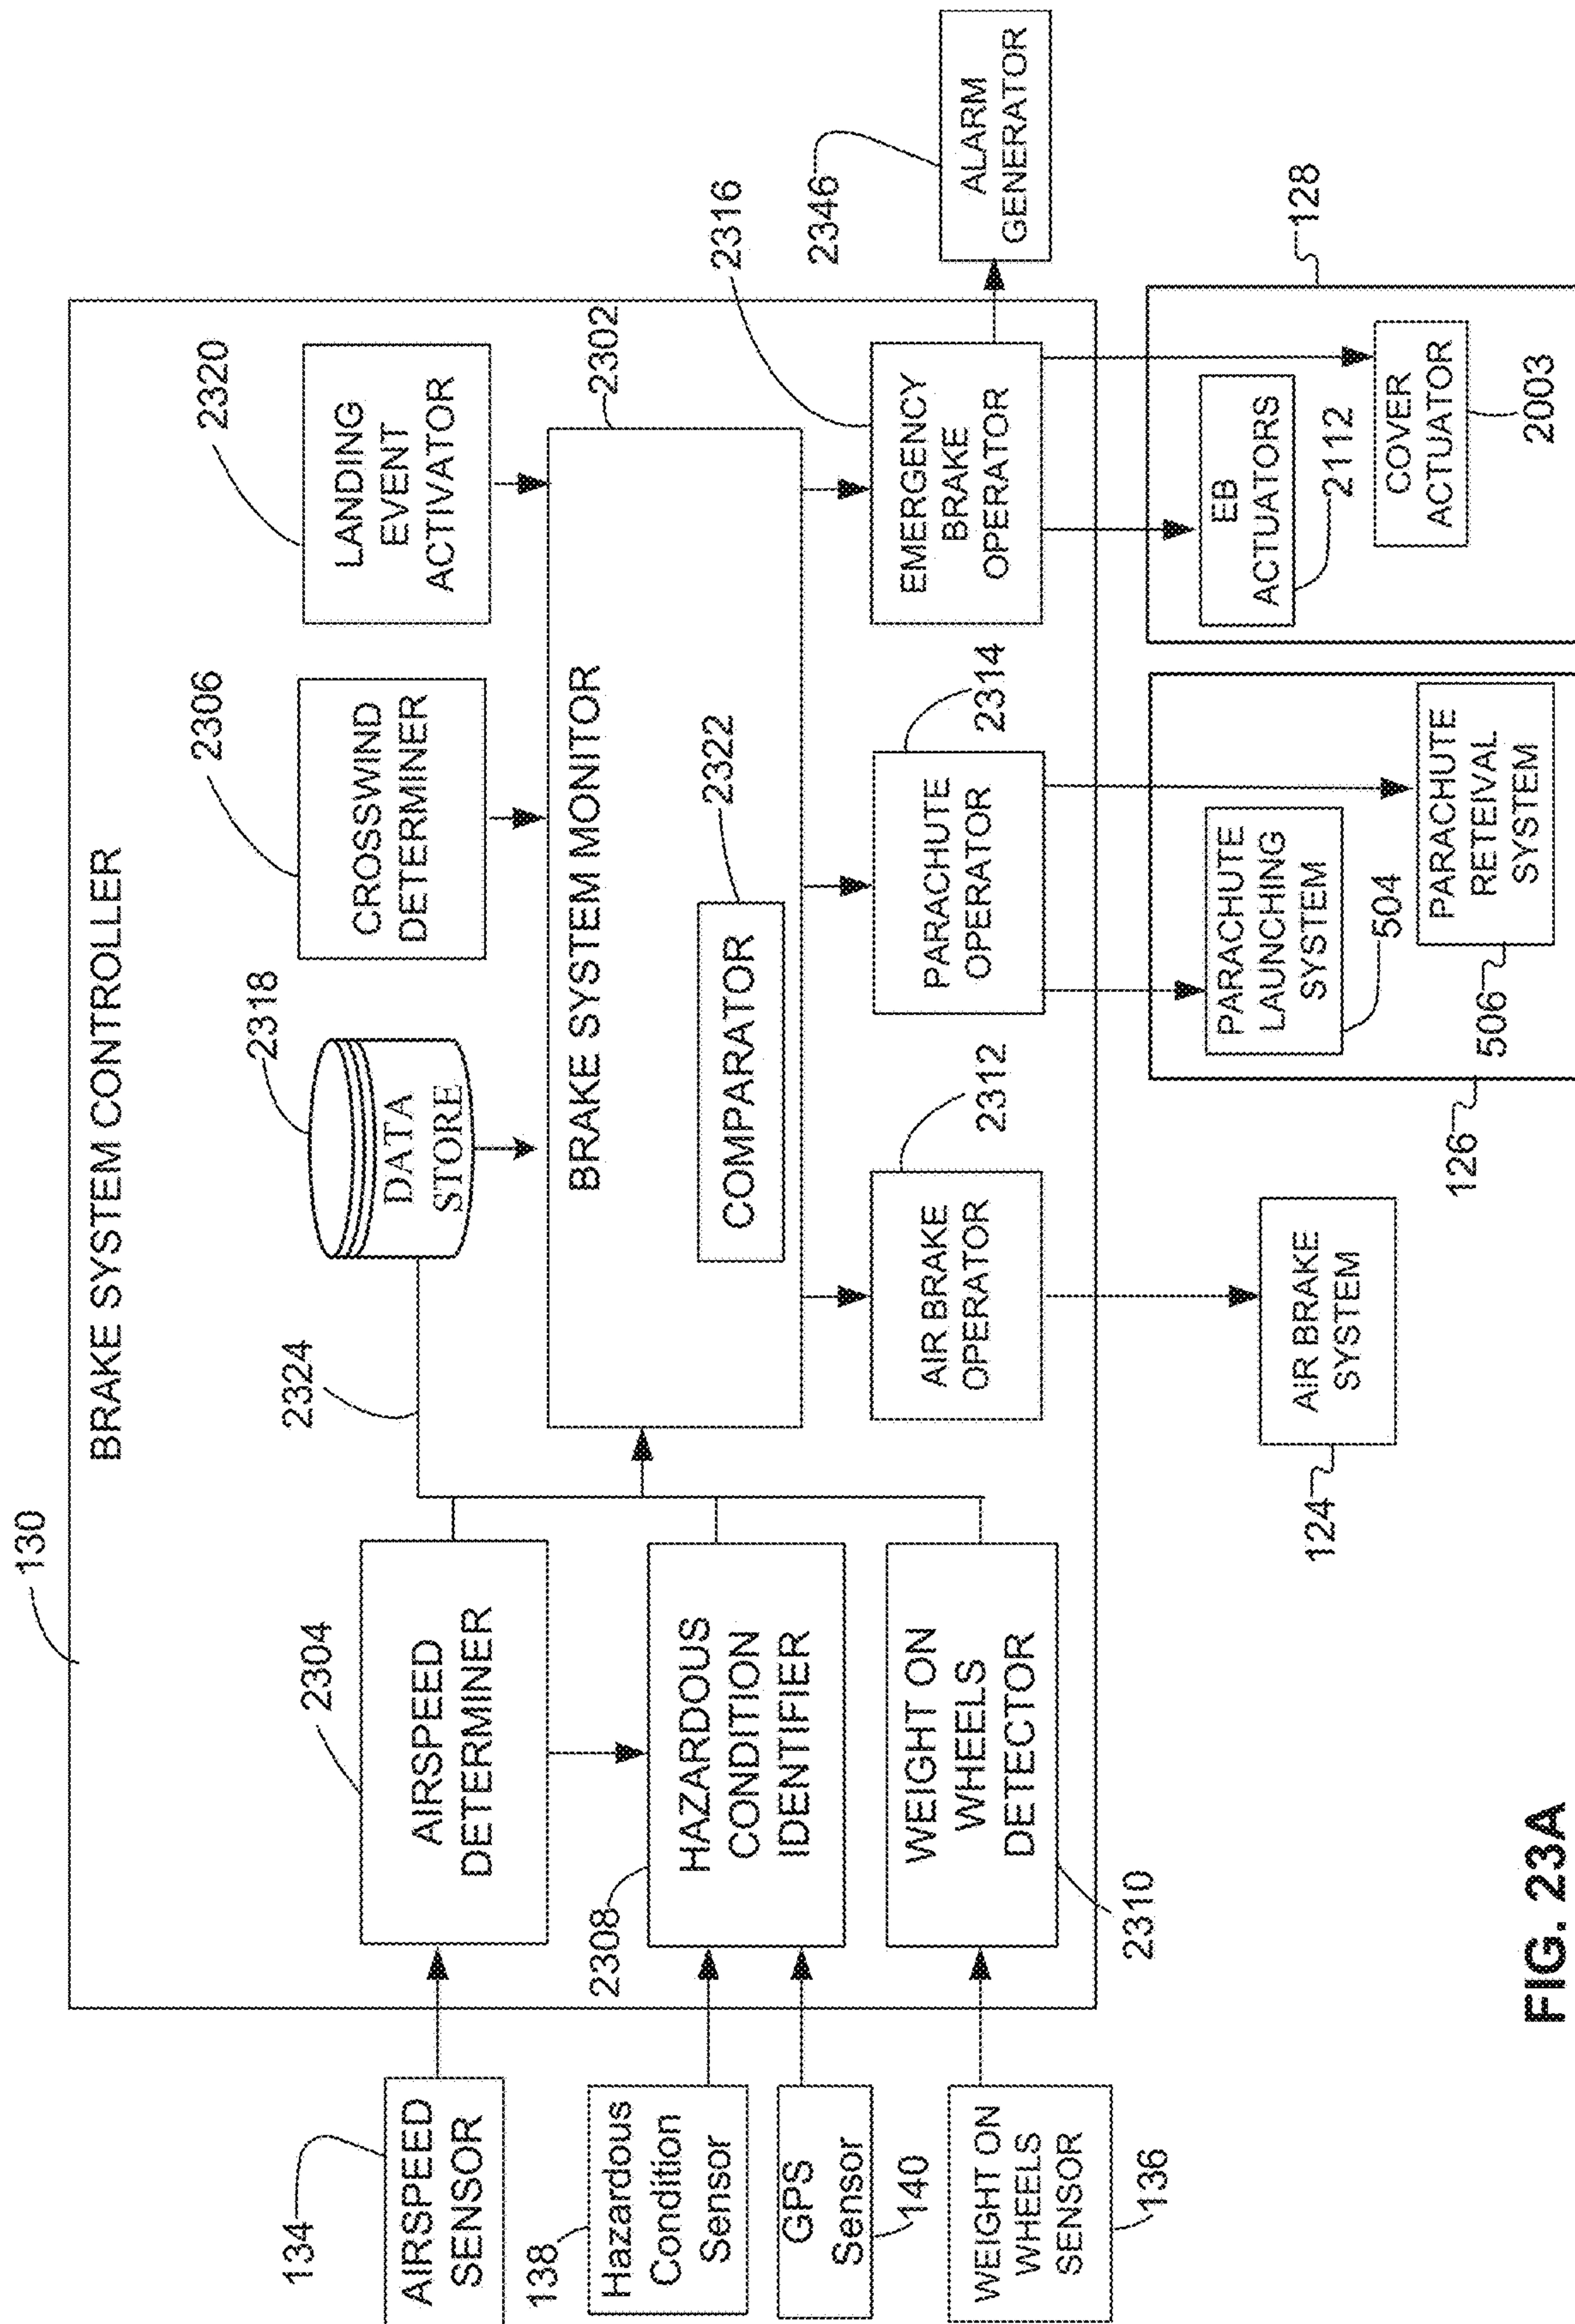 130
BRAKE SYSTEM CONTROLLER
134
AIRSPEED
SENSOR
138
Hazardous
Condition
Sensor
GPS
Sensor
140
WEIGHT ON
WHEELS
SENSOR
136
2304
AIRSPEED
DETERMINER
2308
HAZARDOUS
CONDITION
IDENTIFIER
WEIGHT ON
WHEELS
DETECTOR
2310
2324
2318
DATA
STORE
2306
CROSSWIND
DETERMINER
2320
LANDING
EVENT
ACTIVATOR
2302
BRAKE SYSTEM MONITOR
COMPARATOR
2322
AIR BRAKE
OPERATOR
2312
PARACHUTE
OPERATOR
2314
EMERGENCY
BRAKE
OPERATOR
2316
2346
ALARM
GENERATOR
124
AIR BRAKE
SYSTEM
126
PARACHUTE
LAUNCHING
SYSTEM
504
506
PARACHUTE
RETEIVAL
SYSTEM
128
EB
ACTUATORS
2112
COVER
ACTUATOR
2003
FIG. 23A